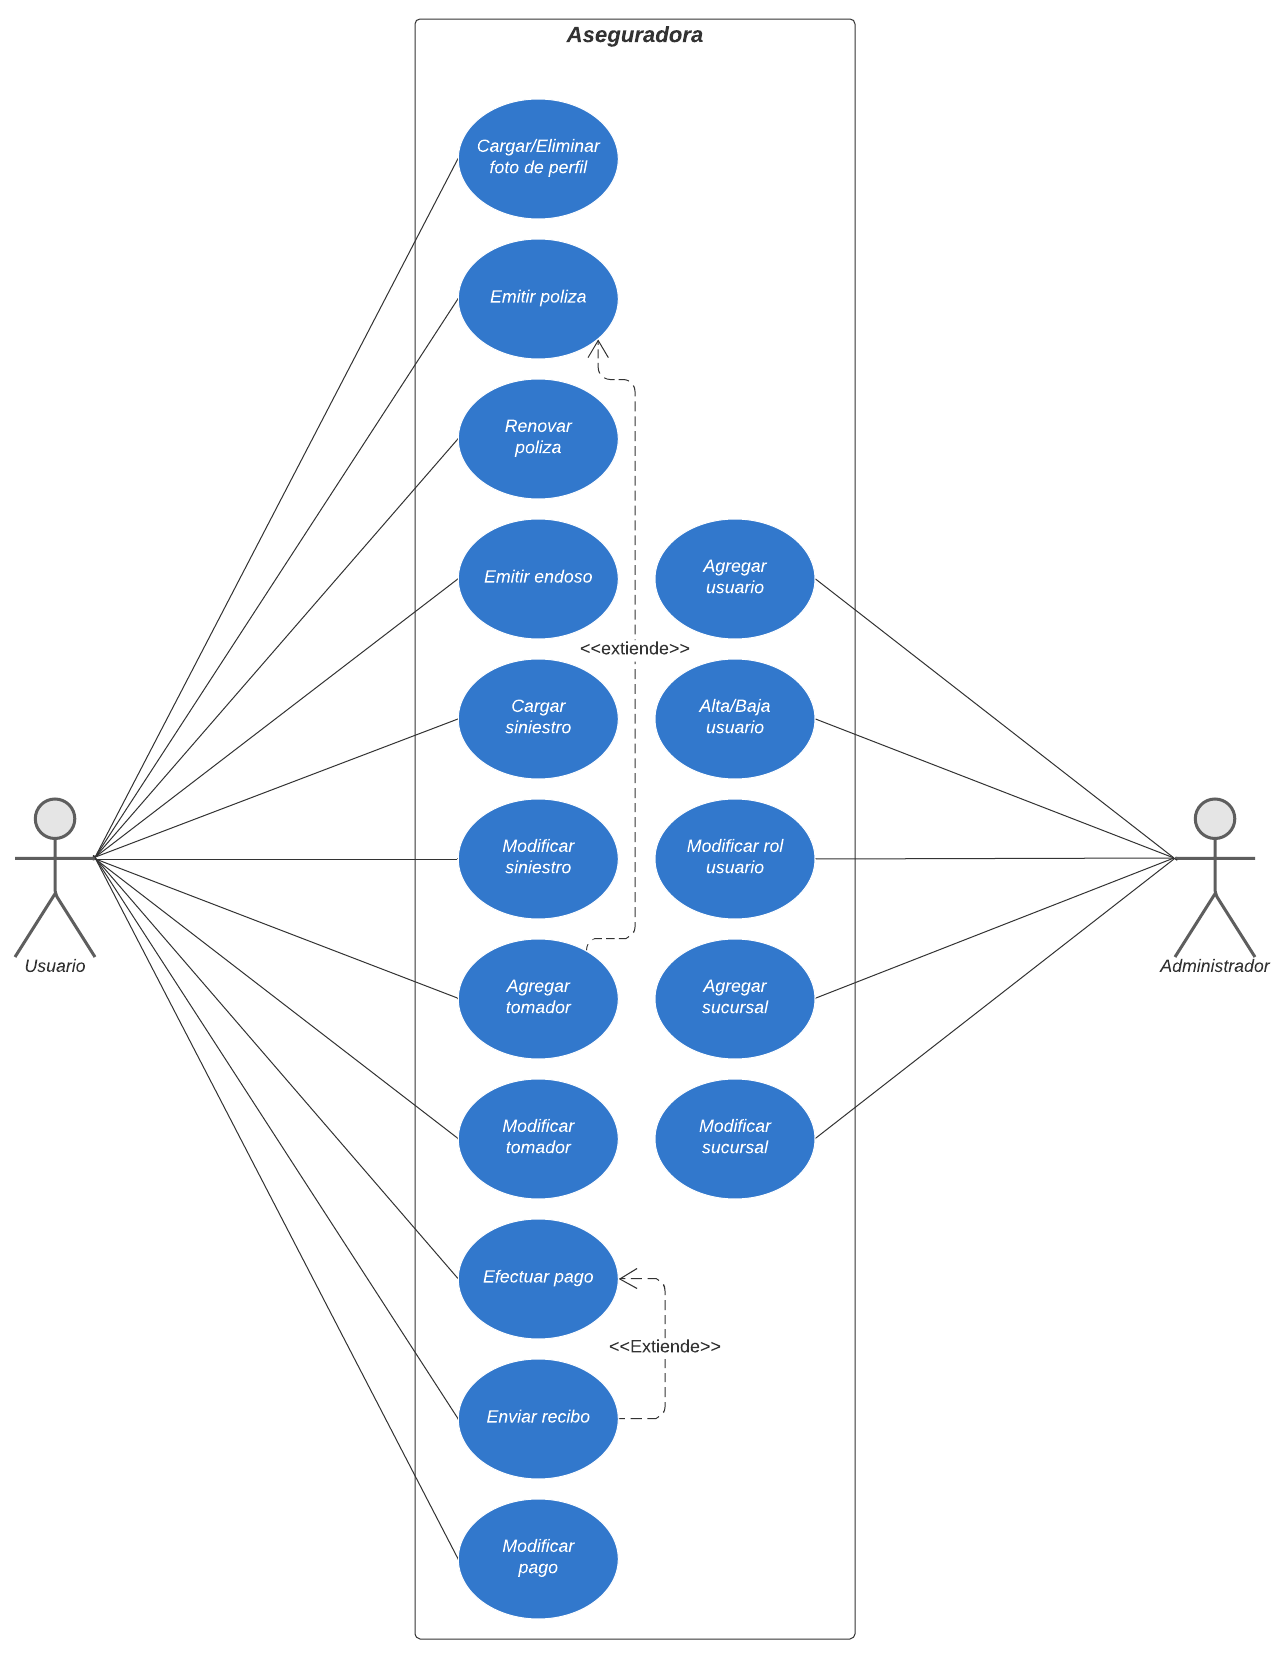 Aseguradora
Cargar/Eliminar
foto de perfil
Emitir poliza
Renovar
poliza
Emitir endoso
Agregar
usuario
<<extiende>>
Cargar
siniestro
Alta/Baja
usuario
Modificar
siniestro
Modificar rol
usuario
Usuario
Administrador
Agregar
tomador
Agregar
sucursal
Modificar
tomador
Modificar
sucursal
Efectuar pago
<<Extiende>>
Enviar recibo
Modificar
pago